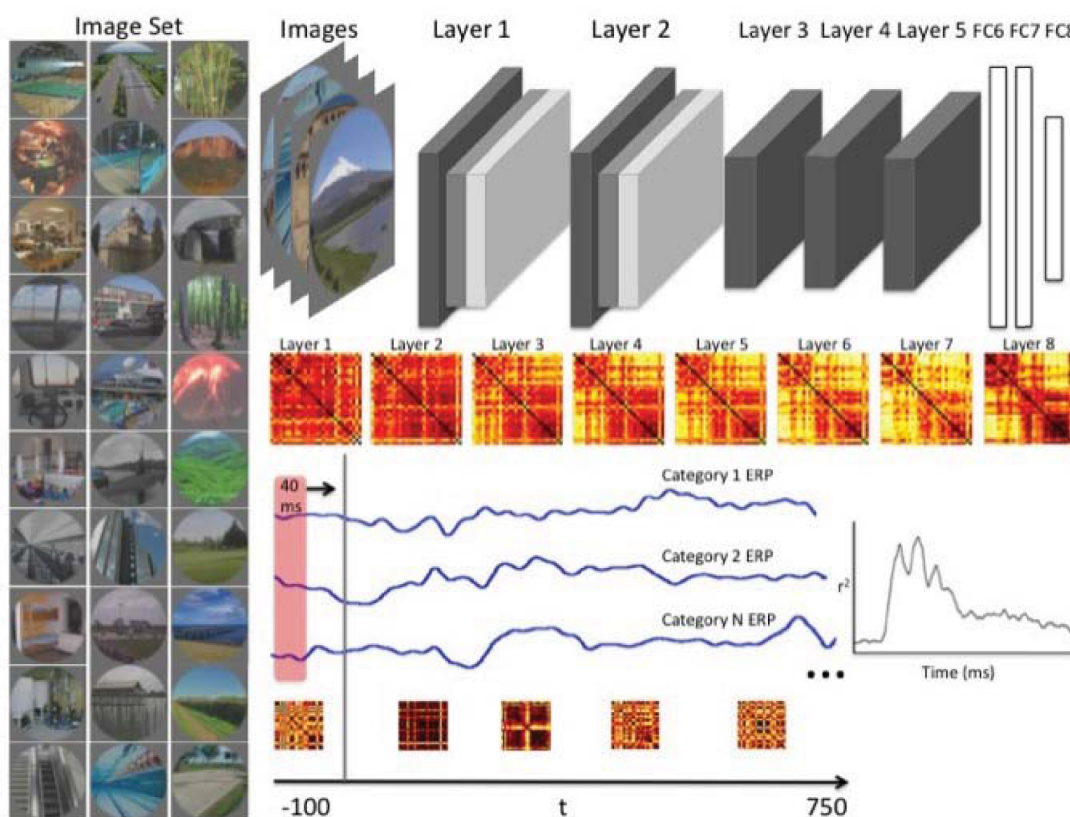 Image Set
Images
Layer 1
Layer 2
Layer 3
Layer 4
Layer 5
FC6
FC7
FC8
Layer 1
Layer 2
Layer 3
Layer 4
Layer 5
Layer 6
Layer 7
Layer 8
40
ms
Category 1 ERP
Category 2 ERP
Category N ERP
...
r²
Time (ms)
-100
t
750